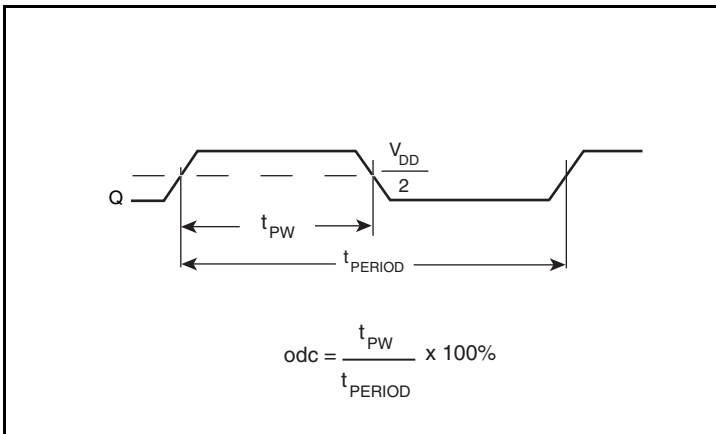 V_DD
2
Q
t_PW
t_PERIOD
odc = t_PW / t_PERIOD x 100%